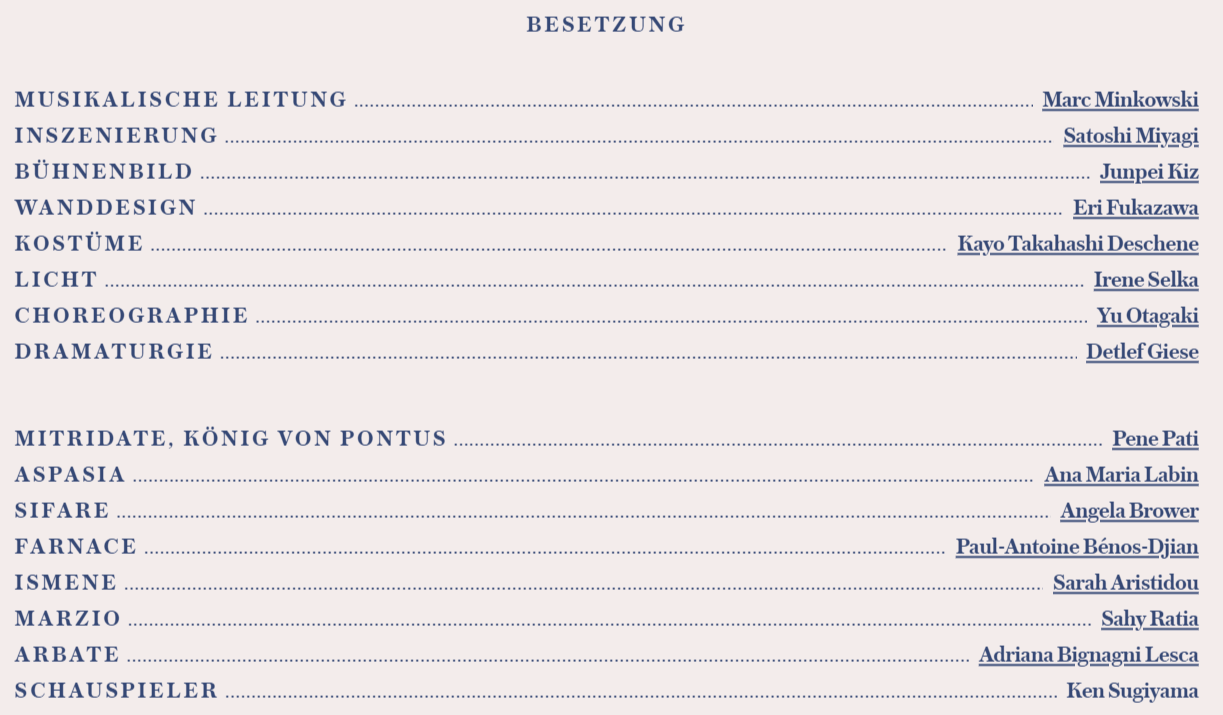 BESETZUNG
MUSIKALISCHE LEITUNG Marc Minkowski
INSZENIERUNG Satoshi Miyagi
BÜHNENBILD Junpei Kiz
WANDDESIGN Eri Fukazawa
KOSTÜME Kayo Takahashi Deschene
LICHT Irene Selka
CHOREOGRAPHIE Yu Otagaki
DRAMATURGIE Detlef Giese
MITRIDATE, KÖNIG VON PONTUS Pene Pati
ASPASIA Ana Maria Labin
SIFARE Angela Brower
FARNACE Paul-Antoine Bénos-Djian
ISMENE Sarah Aristidou
MARZIO Sahy Ratia
ARBATE Adriana Bignagni Lesca
SCHAUSPIELER Ken Sugiyama